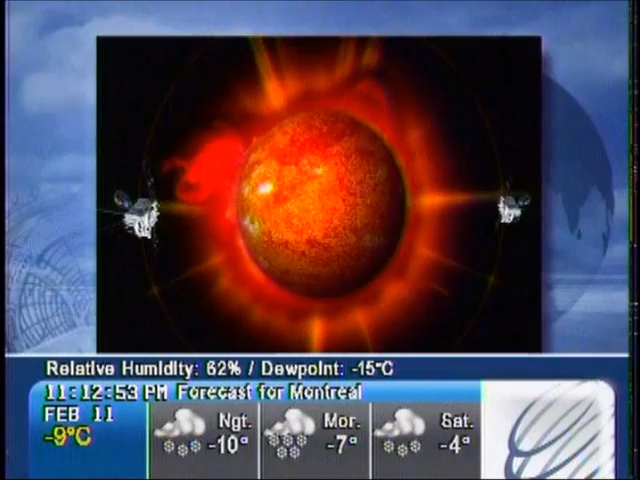 Relative Humidity: 62% / Dewpoint: -15°C
11:12:53 PM Forecast for Montreal
FEB 11
-9°C
Ngt. -10°
Mor. -7°
Sat. -4°